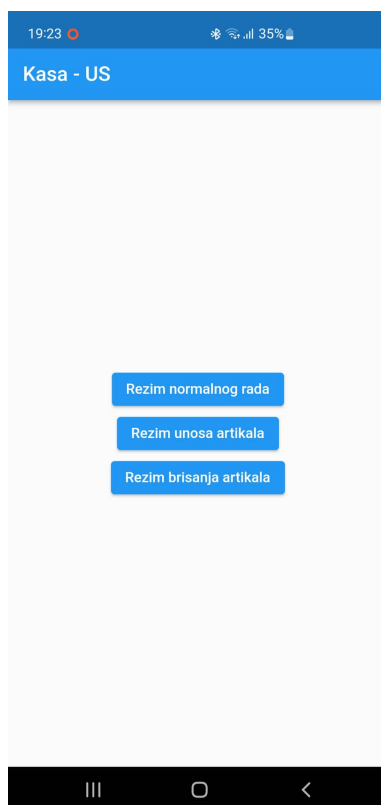 19:23 35%
Kasa - US
Rezim normalnog rada
Rezim unosa artikala
Rezim brisanja artikala